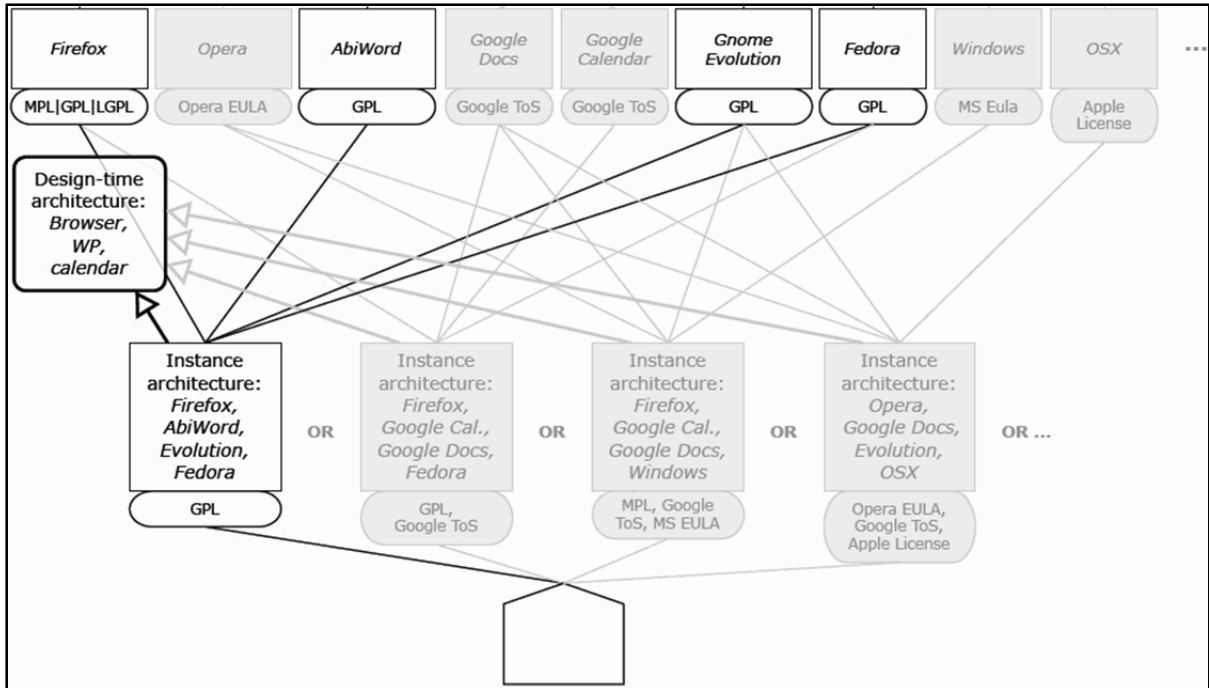 Firefox
Opera
AbiWord
Google
Docs
Google
Calendar
Gnome
Evolution
Fedora
Windows
OSX
...
MPL|GPL|LGPL
Opera EULA
GPL
Google ToS
Google ToS
GPL
GPL
MS Eula
Apple
License
Design-time
architecture:
Browser,
WP,
calendar
Instance
architecture:
Firefox,
AbiWord,
Evolution,
Fedora
GPL
OR
Instance
architecture:
Firefox,
Google Cal.,
Google Docs,
Fedora
GPL,
Google ToS
OR
Instance
architecture:
Firefox,
Google Cal.,
Google Docs,
Windows
MPL, Google
ToS, MS EULA
OR
Instance
architecture:
Opera,
Google Docs,
Evolution,
OSX
Opera EULA,
Google ToS,
Apple License
OR ...